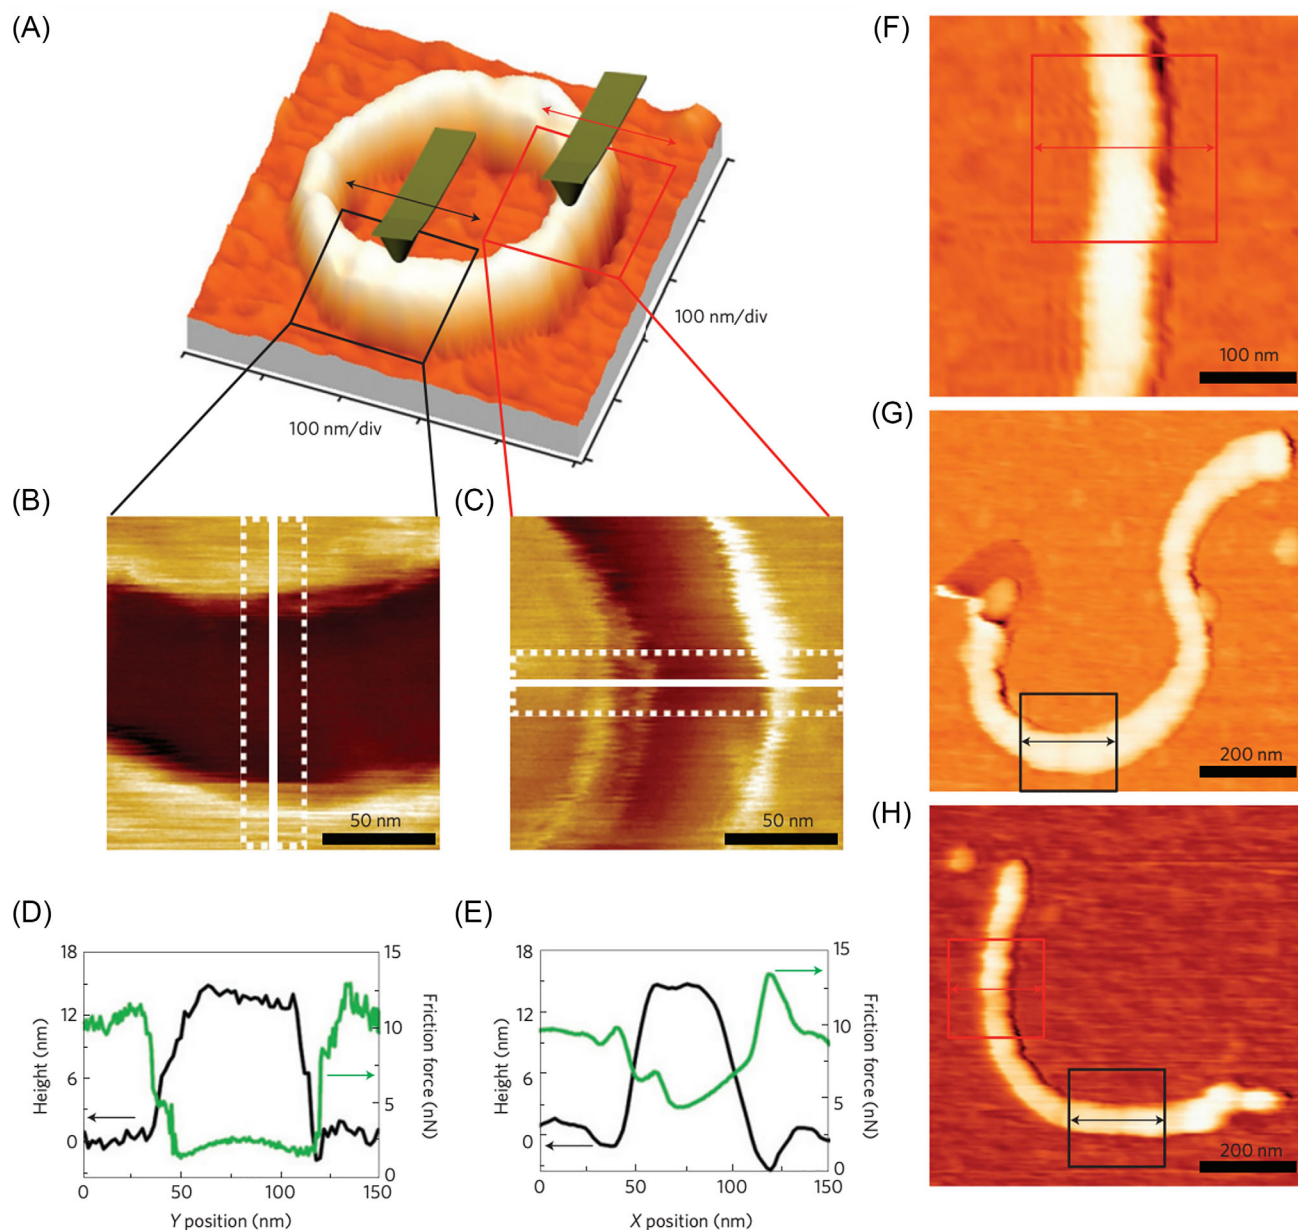 (A)
100 nm/div
100 nm/div
(B)
50 nm
(C)
50 nm
(D)
18
12
6
0
Height (nm)
15
10
5
0
Friction force (nN)
0
50
100
150
Y position (nm)
(E)
18
12
6
0
Height (nm)
15
10
5
0
Friction force (nN)
0
50
100
150
X position (nm)
(F)
100 nm
(G)
200 nm
(H)
200 nm